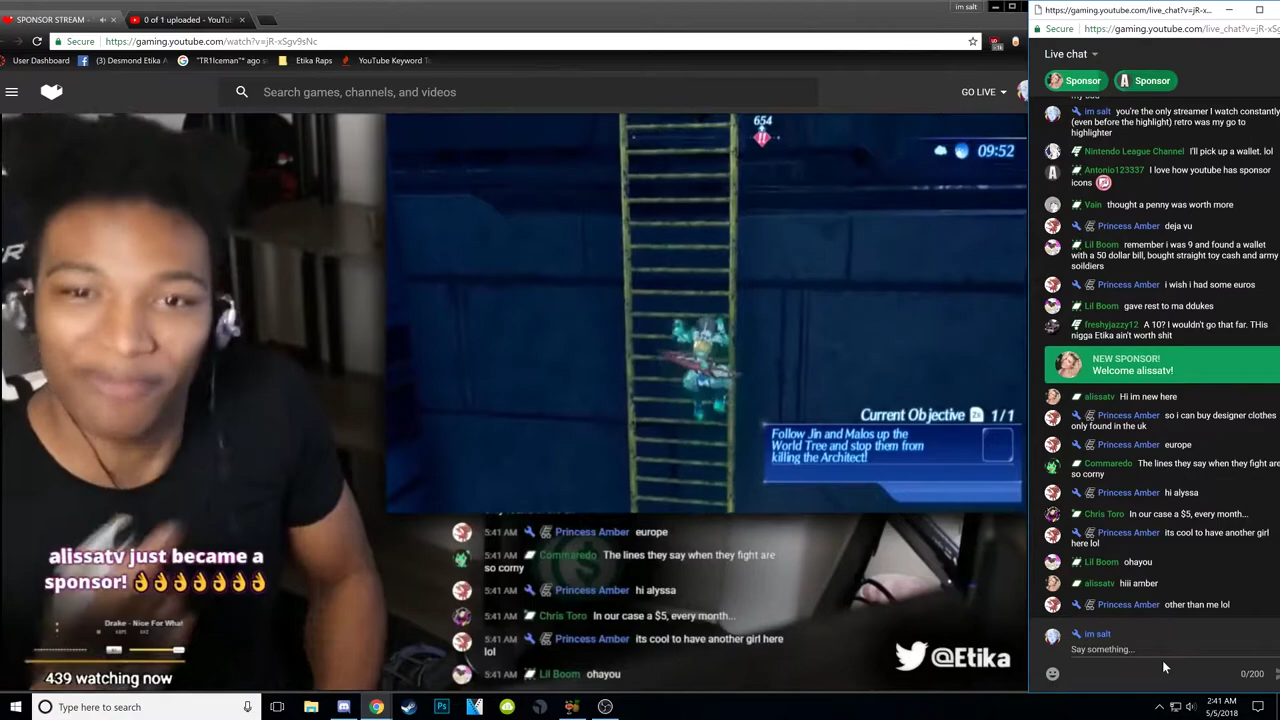 SPONSOR STREAM -
0 of 1 uploaded - YouTu
im salt
Secure
https://gaming.youtube.com/watch?v=jR-xSgv9sNc
User Dashboard
(3) Desmond Etika A
"TR1Iceman"* ago s
Etika Raps
YouTube Keyword To
Search games, channels, and videos
GO LIVE
654
09:52
Current Objective 1/1
Follow Jin and Malos up the
World Tree and stop them from
killing the Architect!
alissatv just became a
sponsor! 👌👌👌👌👌👌👌
Drake - Nice For What
439 watching now
5:41 AM Princess Amber europe
5:41 AM Commaredo The lines they say when they fight are
so corny
5:41 AM Princess Amber hi alyssa
5:41 AM Chris Toro In our case a $5, every month...
5:41 AM Princess Amber its cool to have another girl here
lol
5:41 AM Lil Boom ohayou
@Etika
https://gaming.youtube.com/live_chat?v=jR-x...
Secure
https://gaming.youtube.com/live_chat?v=jR-xSg
Live chat
Sponsor
A Sponsor
im salt you're the only streamer I watch constantly
(even before the highlight) retro was my go to
highlighter
Nintendo League Channel I'll pick up a wallet. lol
A Antonio123337 I love how youtube has sponsor
icons
Vain thought a penny was worth more
Princess Amber deja vu
Lil Boom remember i was 9 and found a wallet
with a 50 dollar bill, bought straight toy cash and army
soildiers
Princess Amber i wish i had some euros
Lil Boom gave rest to ma ddukes
freshyjazzy12 A 10? I wouldn't go that far. THis
nigga Etika ain't worth shit
NEW SPONSOR!
Welcome alissatv!
alissatv Hi im new here
Princess Amber so i can buy designer clothes
only found in the uk
Princess Amber europe
Commaredo The lines they say when they fight are
so corny
Princess Amber hi alyssa
Chris Toro In our case a $5, every month...
Princess Amber its cool to have another girl
here lol
Lil Boom ohayou
alissatv hiii amber
Princess Amber other than me lol
im salt
Say something...
0/200
Type here to search
2:41 AM
5/5/2018